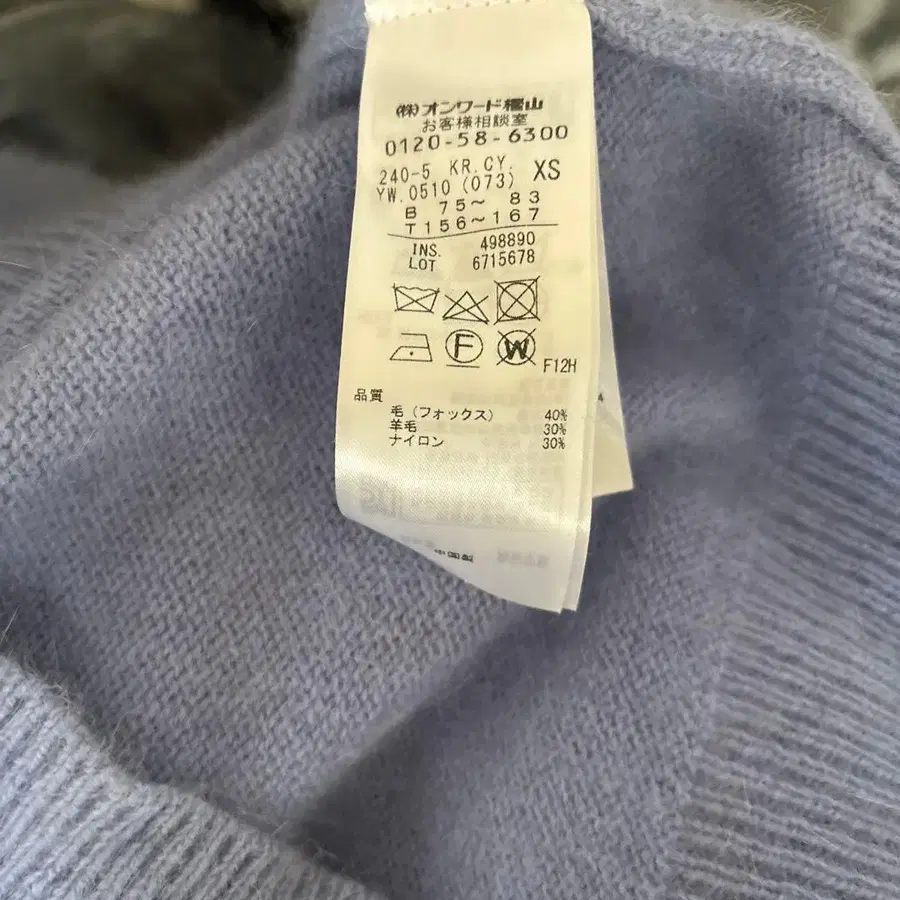 ㈱オンワード樫山
お客様相談室
0120-58-6300
240-5 KR.CY. XS
YW.0510 (073)
B 75～ 83
T156～167
INS. 498890
LOT 6715678
F W F12H
品質
毛(フォックス) 40%
羊毛 30%
ナイロン 30%